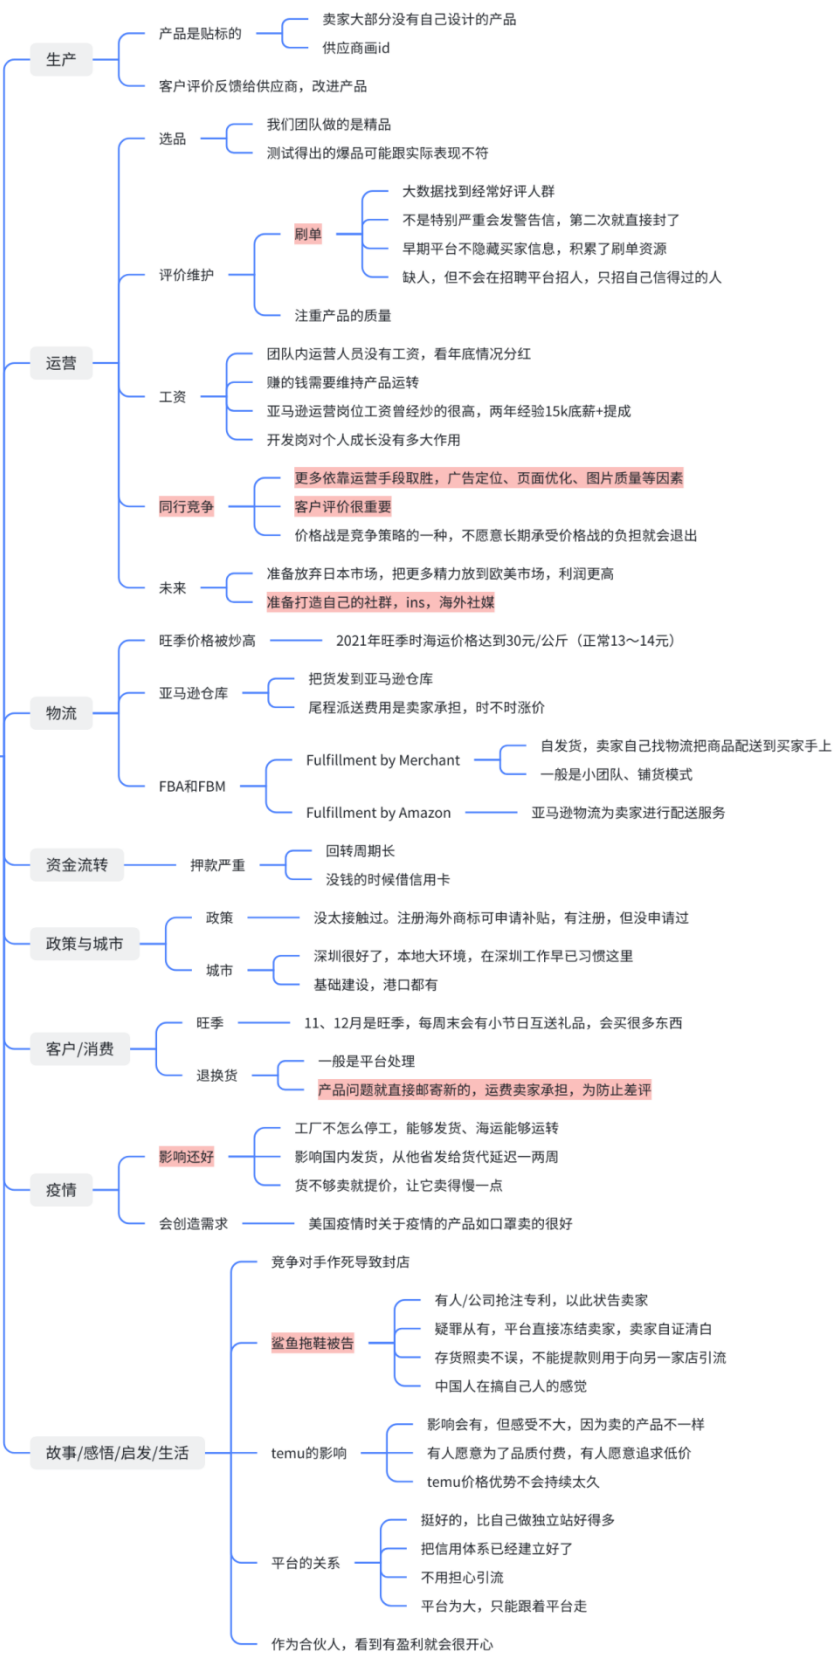 生产
产品是贴标的
卖家大部分没有自己设计的产品
供应商画id
客户评价反馈给供应商，改进产品
运营
选品
我们团队做的是精品
测试得出的爆品可能跟实际表现不符
评价维护
刷单
大数据找到经常好评人群
不是特别严重会发警告信，第二次就直接封了
早期平台不隐藏买家信息，积累了刷单资源
缺人，但不会在招聘平台招人，只招自己信得过的人
注重产品的质量
工资
团队内运营人员没有工资，看年底情况分红
赚的钱需要维持产品运转
亚马逊运营岗位工资曾经炒的很高，两年经验15k底薪+提成
开发岗对个人成长没有多大作用
同行竞争
更多依靠运营手段取胜，广告定位、页面优化、图片质量等因素
客户评价很重要
价格战是竞争策略的一种，不愿意长期承受价格战的负担就会退出
未来
准备放弃日本市场，把更多精力放到欧美市场，利润更高
准备打造自己的社群，ins，海外社媒
物流
旺季价格被炒高
2021年旺季时海运价格达到30元/公斤（正常13～14元）
亚马逊仓库
把货发到亚马逊仓库
尾程派送费用是卖家承担，时不时涨价
FBA和FBM
Fulfillment by Merchant
自发货，卖家自己找物流把商品配送到买家手上
一般是小团队、铺货模式
Fulfillment by Amazon
亚马逊物流为卖家进行配送服务
资金流转
押款严重
回转周期长
没钱的时候借信用卡
政策与城市
政策
没太接触过。注册海外商标可申请补贴，有注册，但没申请过
城市
深圳很好了，本地大环境，在深圳工作早已习惯这里
基础建设，港口都有
客户/消费
旺季
11、12月是旺季，每周末会有小节日互送礼品，会买很多东西
退换货
一般是平台处理
产品问题就直接邮寄新的，运费卖家承担，为防止差评
疫情
影响还好
工厂不怎么停工，能够发货、海运能够运转
影响国内发货，从他省发给货代延迟一两周
货不够卖就提价，让它卖得慢一点
会创造需求
美国疫情时关于疫情的产品如口罩卖的很好
故事/感悟/启发/生活
竞争对手作死导致封店
鲨鱼拖鞋被告
有人/公司抢注专利，以此状告卖家
疑罪从有，平台直接冻结卖家，卖家自证清白
存货照卖不误，不能提款则用于向另一家店引流
中国人在搞自己人的感觉
temu的影响
影响会有，但感受不大，因为卖的产品不一样
有人愿意为了品质付费，有人愿意追求低价
temu价格优势不会持续太久
平台的关系
挺好的，比自己做独立站好得多
把信用体系已经建立好了
不用担心引流
平台为大，只能跟着平台走
作为合伙人，看到有盈利就会很开心